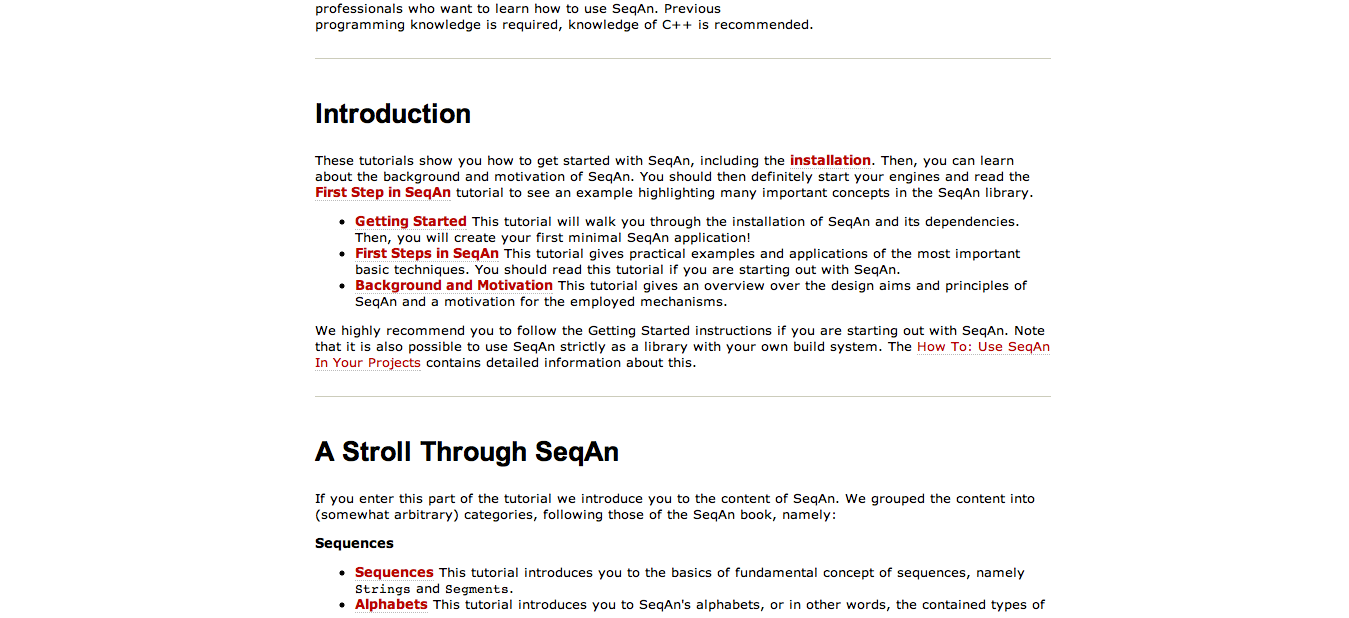 professionals who want to learn how to use SeqAn. Previous
programming knowledge is required, knowledge of C++ is recommended.
Introduction
These tutorials show you how to get started with SeqAn, including the installation. Then, you can learn
about the background and motivation of SeqAn. You should then definitely start your engines and read the
First Step in SeqAn tutorial to see an example highlighting many important concepts in the SeqAn library.
• Getting Started This tutorial will walk you through the installation of SeqAn and its dependencies.
Then, you will create your first minimal SeqAn application!
• First Steps in SeqAn This tutorial gives practical examples and applications of the most important
basic techniques. You should read this tutorial if you are starting out with SeqAn.
• Background and Motivation This tutorial gives an overview over the design aims and principles of
SeqAn and a motivation for the employed mechanisms.
We highly recommend you to follow the Getting Started instructions if you are starting out with SeqAn. Note
that it is also possible to use SeqAn strictly as a library with your own build system. The How To: Use SeqAn
In Your Projects contains detailed information about this.
A Stroll Through SeqAn
If you enter this part of the tutorial we introduce you to the content of SeqAn. We grouped the content into
(somewhat arbitrary) categories, following those of the SeqAn book, namely:
Sequences
• Sequences This tutorial introduces you to the basics of fundamental concept of sequences, namely
Strings and Segments.
• Alphabets This tutorial introduces you to SeqAn's alphabets, or in other words, the contained types of